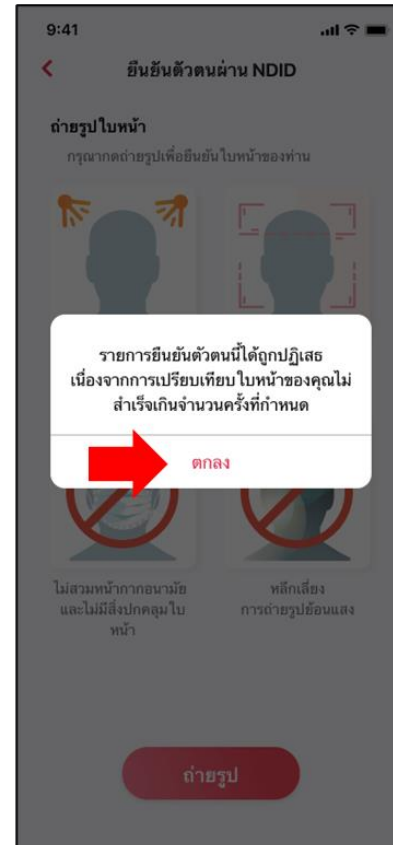 9:41
ยืนยันตัวตนผ่าน NDID
ถ่ายรูปใบหน้า
กรุณากดถ่ายรูปเพื่อยืนยันใบหน้าของท่าน
รายการยืนยันตัวตนนี้ได้ถูกปฏิเสธ
เนื่องจากการเปรียบเทียบใบหน้าของคุณไม่
สำเร็จเกินจำนวนครั้งที่กำหนด
ตกลง
ไม่สวมหน้ากากอนามัย
และไม่มีสิ่งปกคลุมใบ
หน้า
หลีกเลี่ยง
การถ่ายรูปย้อนแสง
ถ่ายรูป